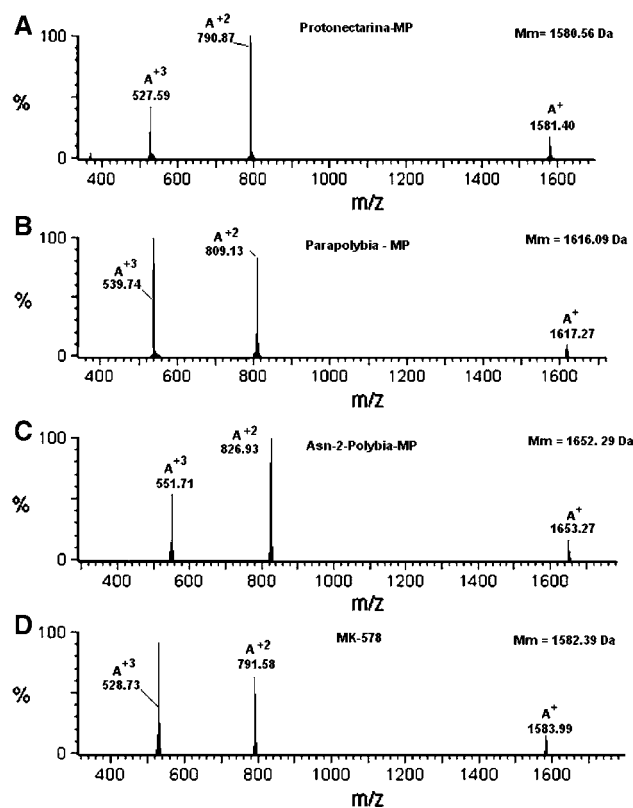 A
Protonectarina-MP
Mm= 1580.56 Da
A+2
790.87
A+3
527.59
A+
1581.40
100
%
0
400 600 800 1000 1200 1400 1600
m/z
B
Parapolybia - MP
Mm = 1616.09 Da
A+3
539.74
A+2
809.13
A+
1617.27
100
%
0
400 600 800 1000 1200 1400 1600
m/z
C
Asn-2-Polybia-MP
Mm = 1652. 29 Da
A+2
826.93
A+3
551.71
A+
1653.27
100
%
0
400 600 800 1000 1200 1400 1600
m/z
D
MK-578
Mm = 1582.39 Da
A+3
528.73
A+2
791.58
A+
1583.99
100
%
0
400 600 800 1000 1200 1400 1600
m/z